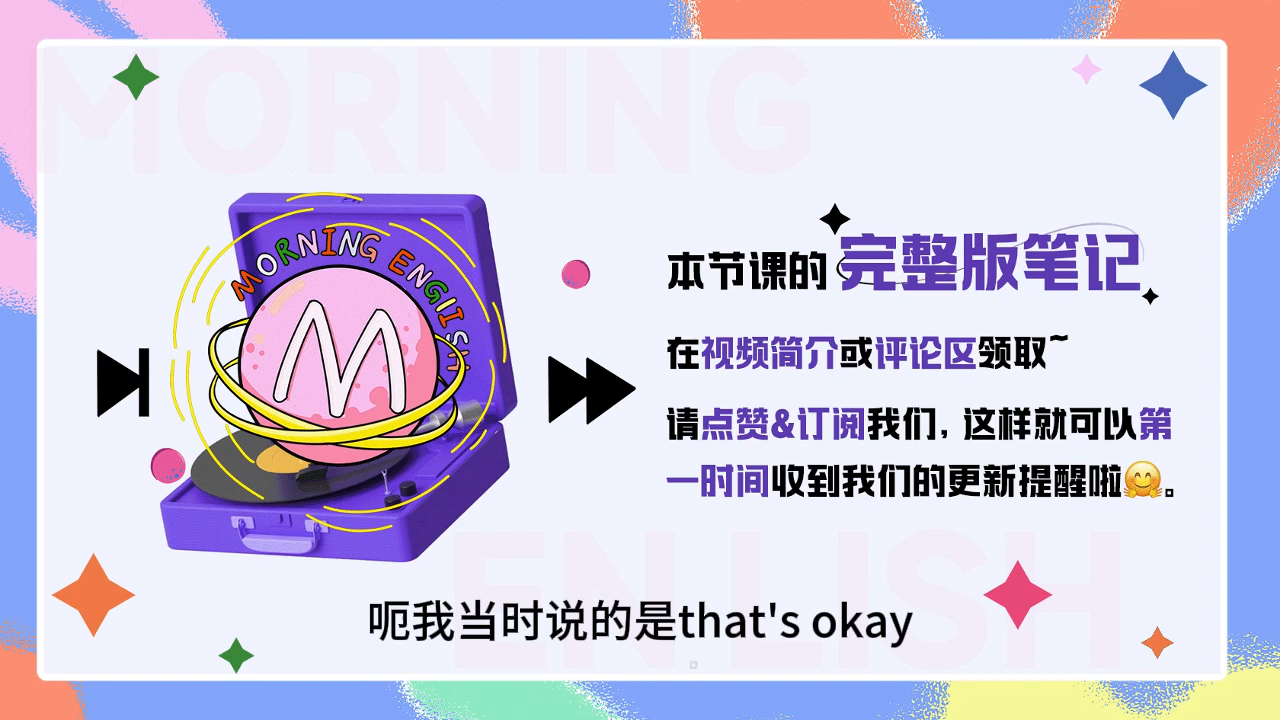 MORNING
MORNING ENGlISH
M
本节课的 完整版笔记
在视频简介或评论区领取~
请点赞&订阅我们, 这样就可以第
一时间收到我们的更新提醒啦🤗。
EN LISH
呃我当时说的是that's okay